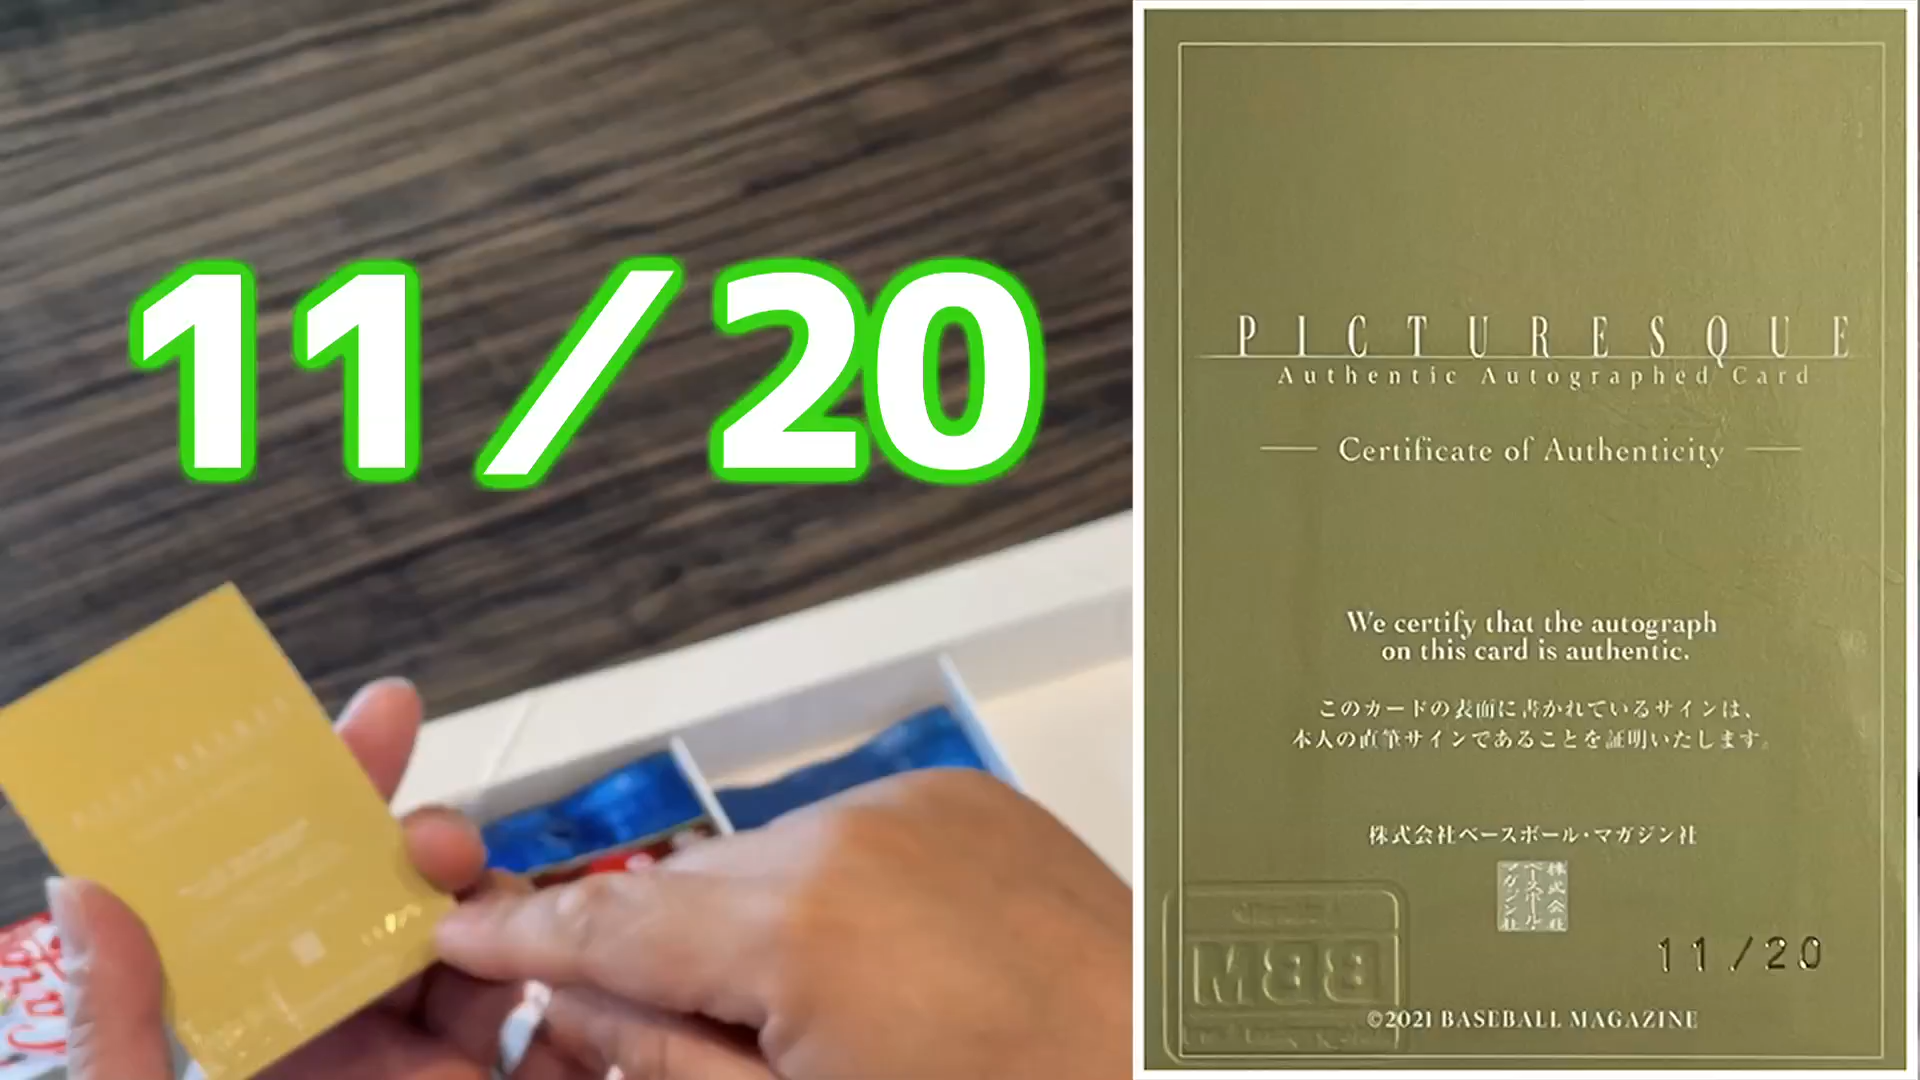 11/20
PICTURESQUE
Authentic Autographed Card
Certificate of Authenticity
We certify that the autograph
on this card is authentic.
このカードの表面に書かれているサインは、
本人の直筆サインであることを証明いたします。
株式会社ベースボール・マガジン社
株式会社
ベースボール・
マガジン社
11/20
©2021 BASEBALL MAGAZINE